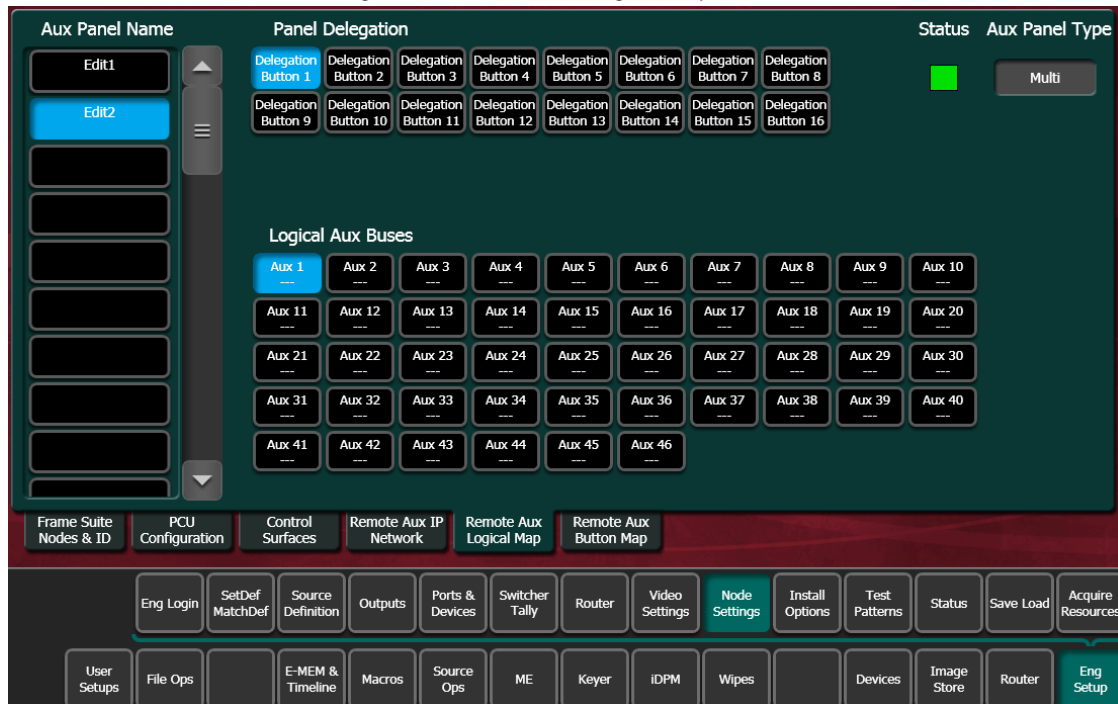 Aux Panel Name
Panel Delegation
Status
Aux Panel Type
Edit1
Edit2
Delegation
Button 1
Delegation
Button 2
Delegation
Button 3
Delegation
Button 4
Delegation
Button 5
Delegation
Button 6
Delegation
Button 7
Delegation
Button 8
Multi
Delegation
Button 9
Delegation
Button 10
Delegation
Button 11
Delegation
Button 12
Delegation
Button 13
Delegation
Button 14
Delegation
Button 15
Delegation
Button 16
Logical Aux Buses
Aux 1
---
Aux 2
---
Aux 3
---
Aux 4
---
Aux 5
---
Aux 6
---
Aux 7
---
Aux 8
---
Aux 9
---
Aux 10
---
Aux 11
---
Aux 12
---
Aux 13
---
Aux 14
---
Aux 15
---
Aux 16
---
Aux 17
---
Aux 18
---
Aux 19
---
Aux 20
---
Aux 21
---
Aux 22
---
Aux 23
---
Aux 24
---
Aux 25
---
Aux 26
---
Aux 27
---
Aux 28
---
Aux 29
---
Aux 30
---
Aux 31
---
Aux 32
---
Aux 33
---
Aux 34
---
Aux 35
---
Aux 36
---
Aux 37
---
Aux 38
---
Aux 39
---
Aux 40
---
Aux 41
---
Aux 42
---
Aux 43
---
Aux 44
---
Aux 45
---
Aux 46
---
Frame Suite
Nodes & ID
PCU
Configuration
Control
Surfaces
Remote Aux IP
Network
Remote Aux
Logical Map
Remote Aux
Button Map
Eng Login
SetDef
MatchDef
Source
Definition
Outputs
Ports &
Devices
Switcher
Tally
Router
Video
Settings
Node
Settings
Install
Options
Test
Patterns
Status
Save Load
Acquire
Resources
User
Setups
File Ops
E-MEM &
Timeline
Macros
Source
Ops
ME
Keyer
iDPM
Wipes
Devices
Image
Store
Router
Eng
Setup